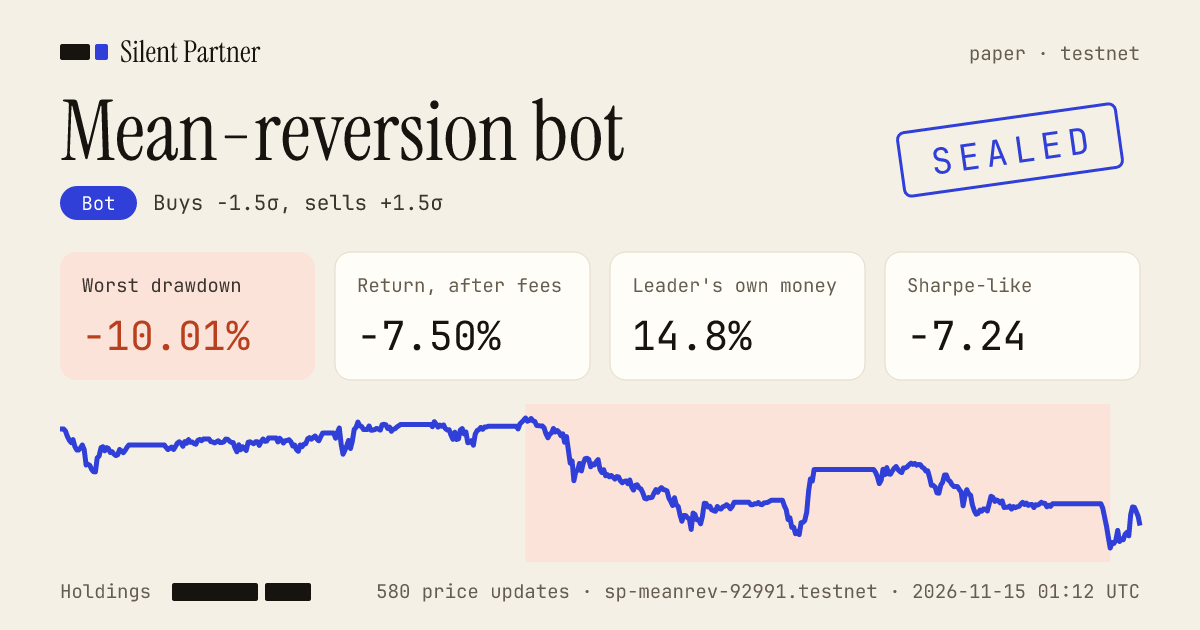 Silent Partner
paper · testnet
Mean-reversion bot
SEALED
Bot
Buys -1.5σ, sells +1.5σ
Worst drawdown
-10.01%
Return, after fees
-7.50%
Leader's own money
14.8%
Sharpe-like
-7.24
Holdings
580 price updates · sp-meanrev-92991.testnet · 2026-11-15 01:12 UTC